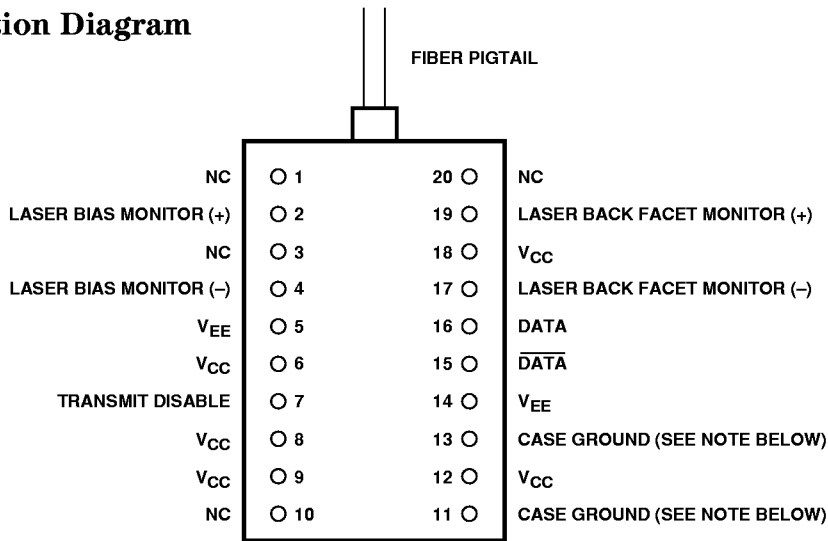 tion Diagram
FIBER PIGTAIL
NC 1 20 NC
LASER BIAS MONITOR (+) 2 19 LASER BACK FACET MONITOR (+)
NC 3 18 VCC
LASER BIAS MONITOR (–) 4 17 LASER BACK FACET MONITOR (–)
VEE 5 16 DATA
VCC 6 15 D̅A̅T̅A̅
TRANSMIT DISABLE 7 14 VEE
VCC 8 13 CASE GROUND (SEE NOTE BELOW)
VCC 9 12 VCC
NC 10 11 CASE GROUND (SEE NOTE BELOW)